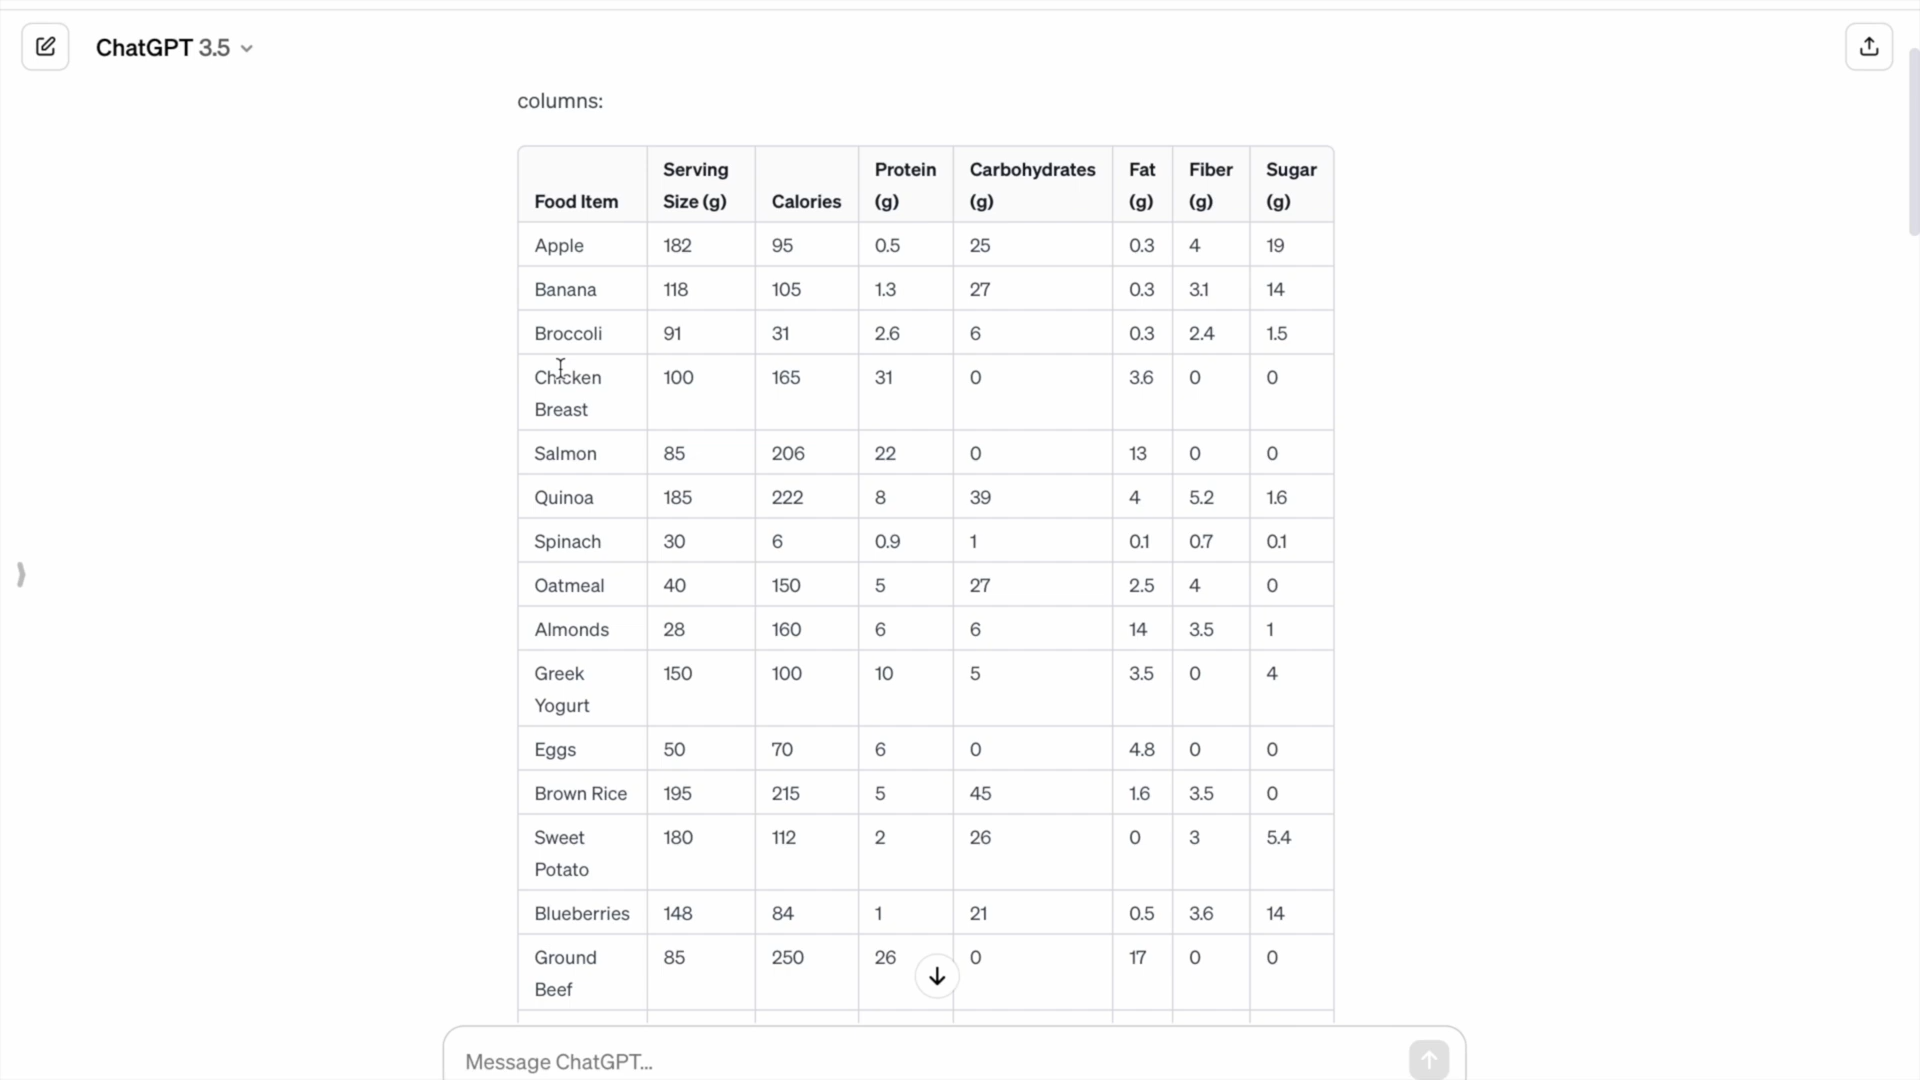 ChatGPT 3.5
columns:
Food Item Serving Size (g) Calories Protein (g) Carbohydrates (g) Fat (g) Fiber (g) Sugar (g)
Apple 182 95 0.5 25 0.3 4 19
Banana 118 105 1.3 27 0.3 3.1 14
Broccoli 91 31 2.6 6 0.3 2.4 1.5
Chicken Breast 100 165 31 0 3.6 0 0
Salmon 85 206 22 0 13 0 0
Quinoa 185 222 8 39 4 5.2 1.6
Spinach 30 6 0.9 1 0.1 0.7 0.1
Oatmeal 40 150 5 27 2.5 4 0
Almonds 28 160 6 6 14 3.5 1
Greek Yogurt 150 100 10 5 3.5 0 4
Eggs 50 70 6 0 4.8 0 0
Brown Rice 195 215 5 45 1.6 3.5 0
Sweet Potato 180 112 2 26 0 3 5.4
Blueberries 148 84 1 21 0.5 3.6 14
Ground Beef 85 250 26 0 17 0 0
Message ChatGPT...